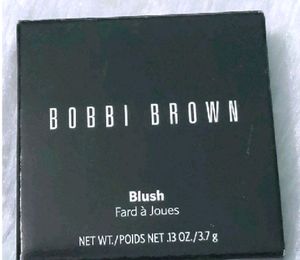 BOBBI BROWN
Blush
Fard à Joues
NET WT./POIDS NET .13 OZ./3.7 g